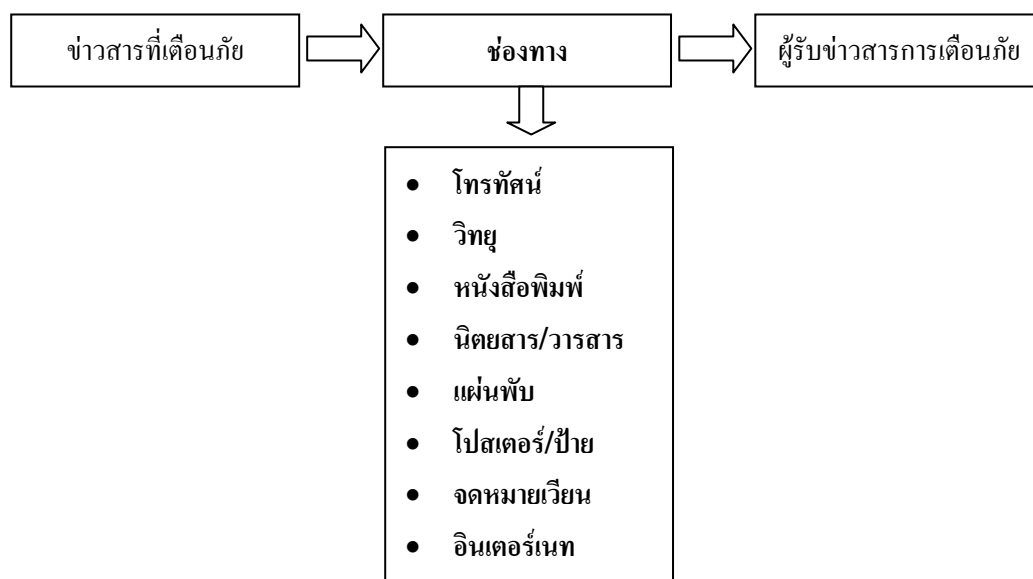 ข่าวสารที่เตือนภัย
ช่องทาง
ผู้รับข่าวสารการเตือนภัย
• โทรทัศน์
• วิทยุ
• หนังสือพิมพ์
• นิตยสาร/วารสาร
• แผ่นพับ
• โปสเตอร์/ป้าย
• จดหมายเวียน
• อินเตอร์เนท